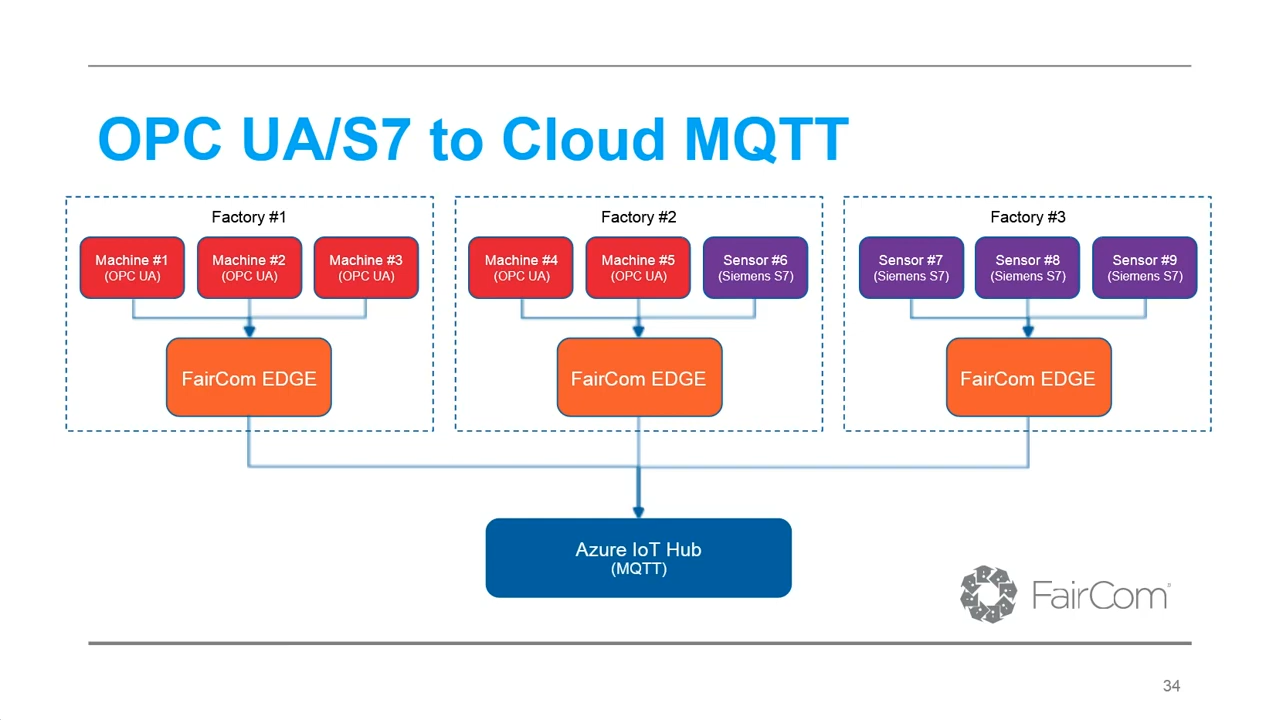 OPC UA/S7 to Cloud MQTT
Factory #1
Machine #1
(OPC UA)
Machine #2
(OPC UA)
Machine #3
(OPC UA)
FairCom EDGE
Factory #2
Machine #4
(OPC UA)
Machine #5
(OPC UA)
Sensor #6
(Siemens S7)
FairCom EDGE
Factory #3
Sensor #7
(Siemens S7)
Sensor #8
(Siemens S7)
Sensor #9
(Siemens S7)
FairCom EDGE
Azure IoT Hub
(MQTT)
FairCom
34